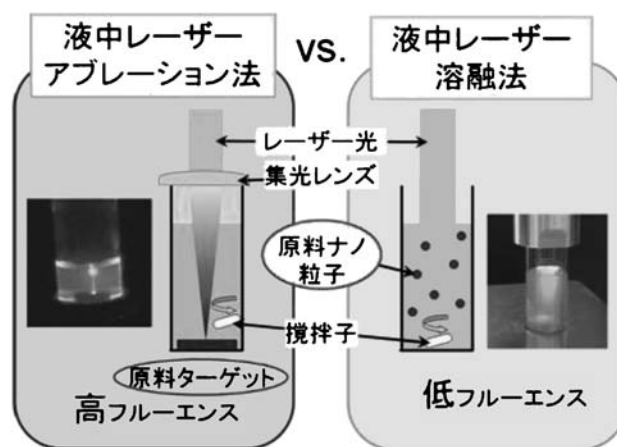 液中レーザー
アブレーション法
VS.
液中レーザー
溶融法
レーザー光
集光レンズ
原料ナノ
粒子
撹拌子
原料ターゲット
高フルーエンス
低フルーエンス